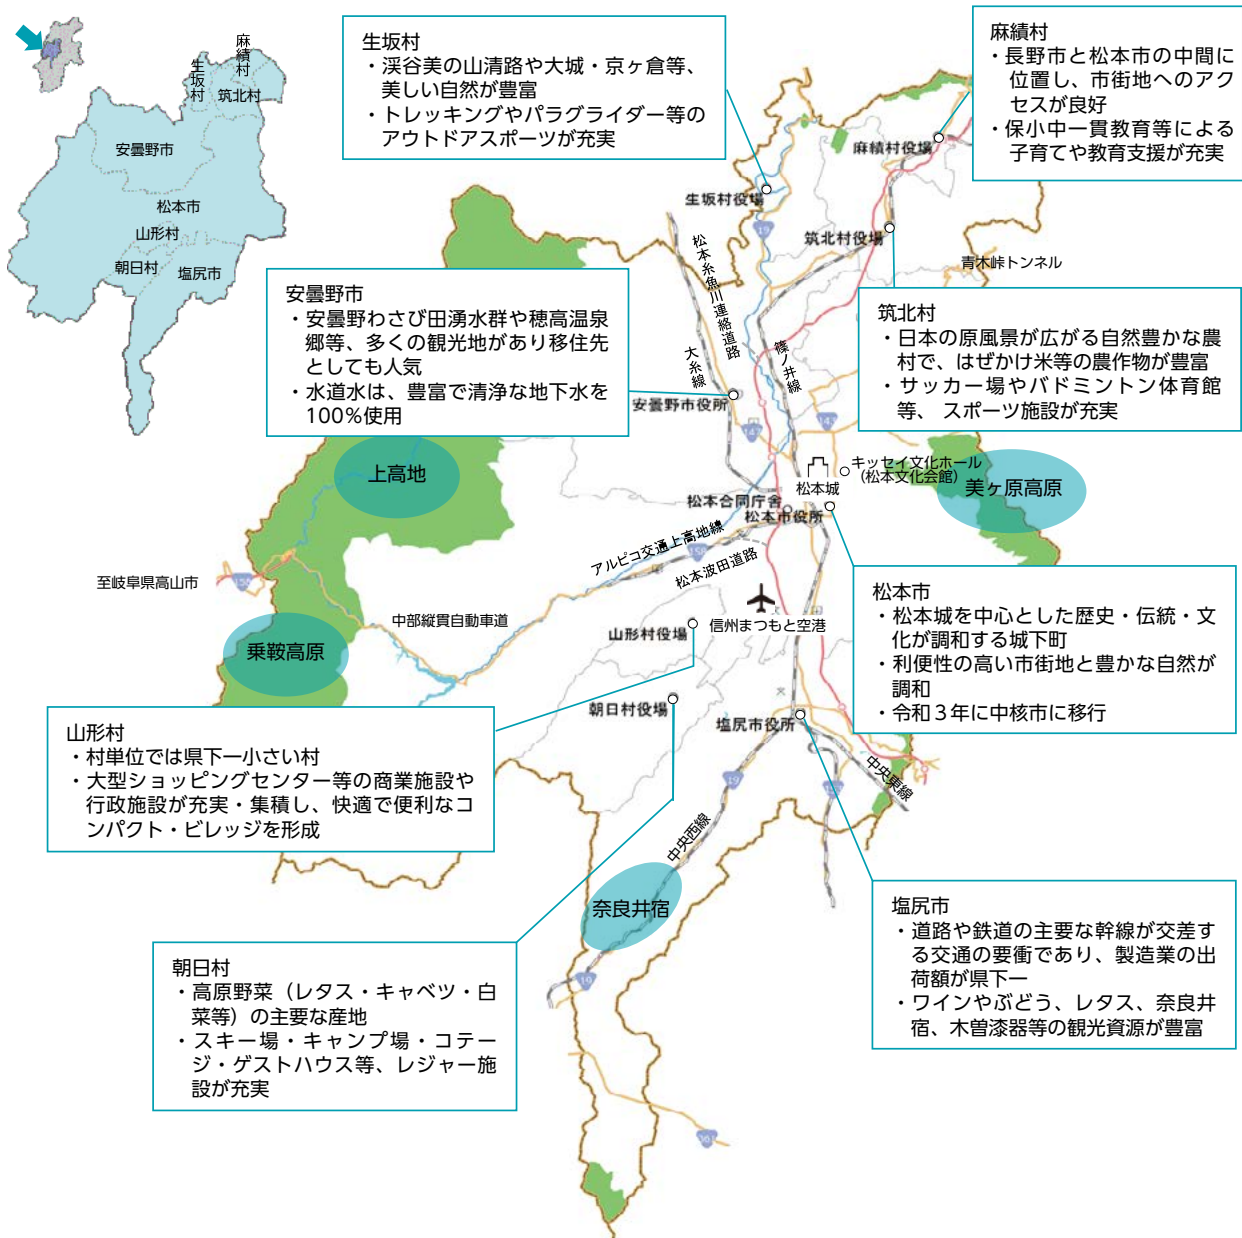 麻績村
生坂村
筑北村
安曇野市
松本市
山形村
朝日村
塩尻市
生坂村
・渓谷美の山清路や大城・京ヶ倉等、
美しい自然が豊富
・トレッキングやパラグライダー等の
アウトドアスポーツが充実
麻績村
・長野市と松本市の中間に
位置し、市街地へのアク
セスが良好
・保小中一貫教育等による
子育てや教育支援が充実
麻績村役場
生坂村役場
19
筑北村役場
青木峠トンネル
松本糸魚川連絡道路
大糸線
篠ノ井線
安曇野市
・安曇野わさび田湧水群や穂高温泉
郷等、多くの観光地があり移住先
としても人気
・水道水は、豊富で清浄な地下水を
100%使用
筑北村
・日本の原風景が広がる自然豊かな農
村で、はぜかけ米等の農作物が豊富
・サッカー場やバドミントン体育館
等、 スポーツ施設が充実
安曇野市役所
147
143
上高地
松本城
キッセイ文化ホール
(松本文化会館)
美ヶ原高原
松本合同庁舎
松本市役所
アルピコ交通上高地線
158
松本波田道路
至岐阜県高山市
158
中部縦貫自動車道
信州まつもと空港
山形村役場
乗鞍高原
松本市
・松本城を中心とした歴史・伝統・文
化が調和する城下町
・利便性の高い市街地と豊かな自然が
調和
・令和３年に中核市に移行
朝日村役場
塩尻市役所
山形村
・村単位では県下一小さい村
・大型ショッピングセンター等の商業施設や
行政施設が充実・集積し、快適で便利なコ
ンパクト・ビレッジを形成
19
中央東線
中央西線
奈良井宿
塩尻市
・道路や鉄道の主要な幹線が交差す
る交通の要衝であり、製造業の出
荷額が県下一
・ワインやぶどう、レタス、奈良井
宿、木曽漆器等の観光資源が豊富
朝日村
・高原野菜（レタス・キャベツ・白
菜等）の主要な産地
・スキー場・キャンプ場・コテー
ジ・ゲストハウス等、レジャー施
設が充実
19
361